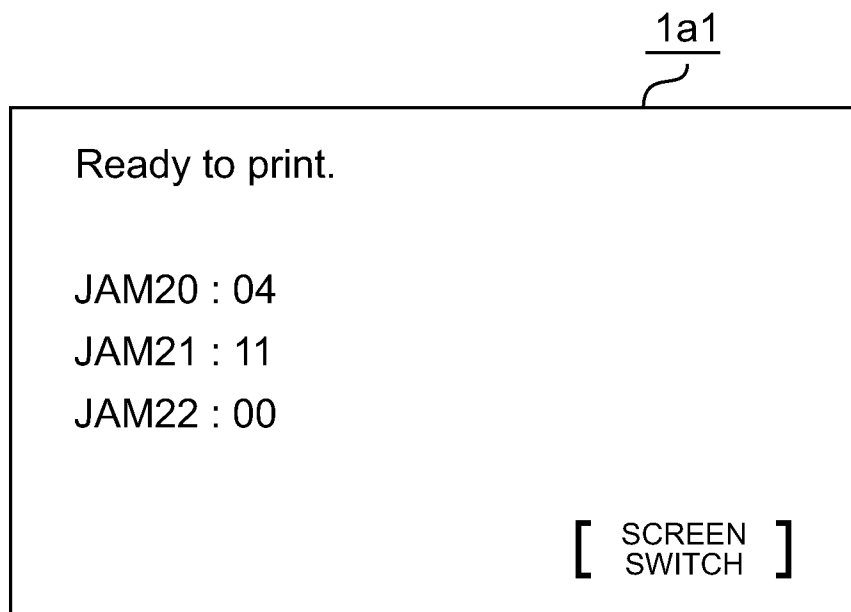 1a1
Ready to print.
JAM20 : 04
JAM21 : 11
JAM22 : 00
[ SCREEN
SWITCH ]